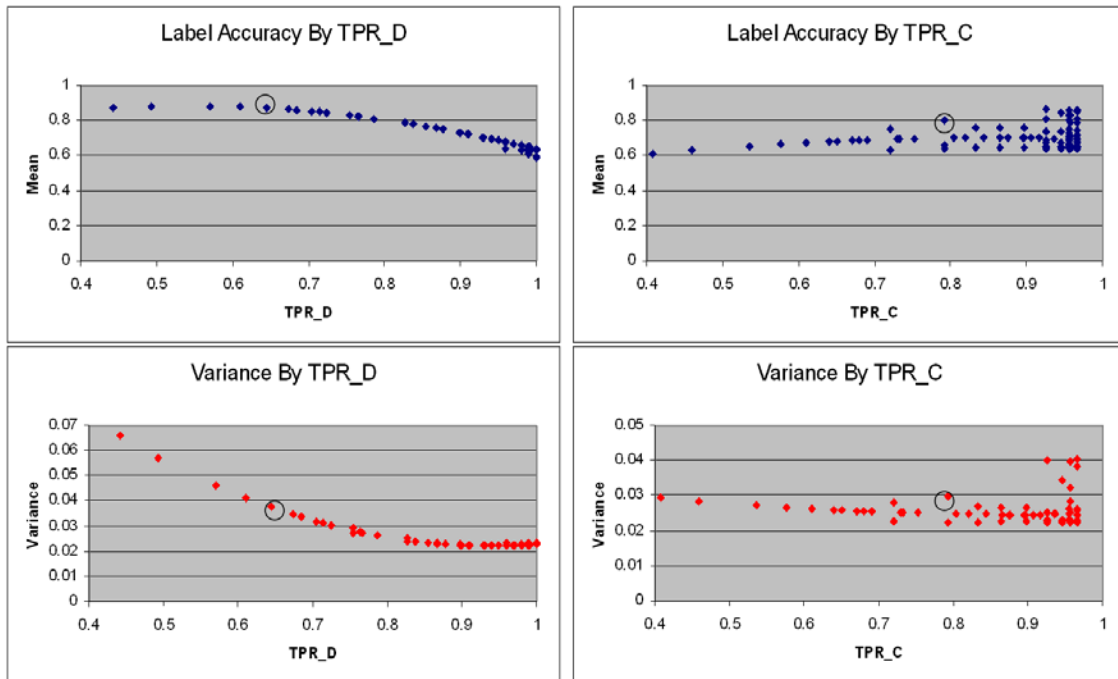 Label Accuracy By TPR_D
1
0.8
0.6
0.4
0.2
0
Mean
0.4 0.5 0.6 0.7 0.8 0.9 1
TPR_D
Label Accuracy By TPR_C
1
0.8
0.6
0.4
0.2
0
Mean
0.4 0.5 0.6 0.7 0.8 0.9 1
TPR_C
Variance By TPR_D
0.07
0.06
0.05
0.04
0.03
0.02
0.01
0
Variance
0.4 0.5 0.6 0.7 0.8 0.9 1
TPR_D
Variance By TPR_C
0.05
0.04
0.03
0.02
0.01
0
Variance
0.4 0.5 0.6 0.7 0.8 0.9 1
TPR_C